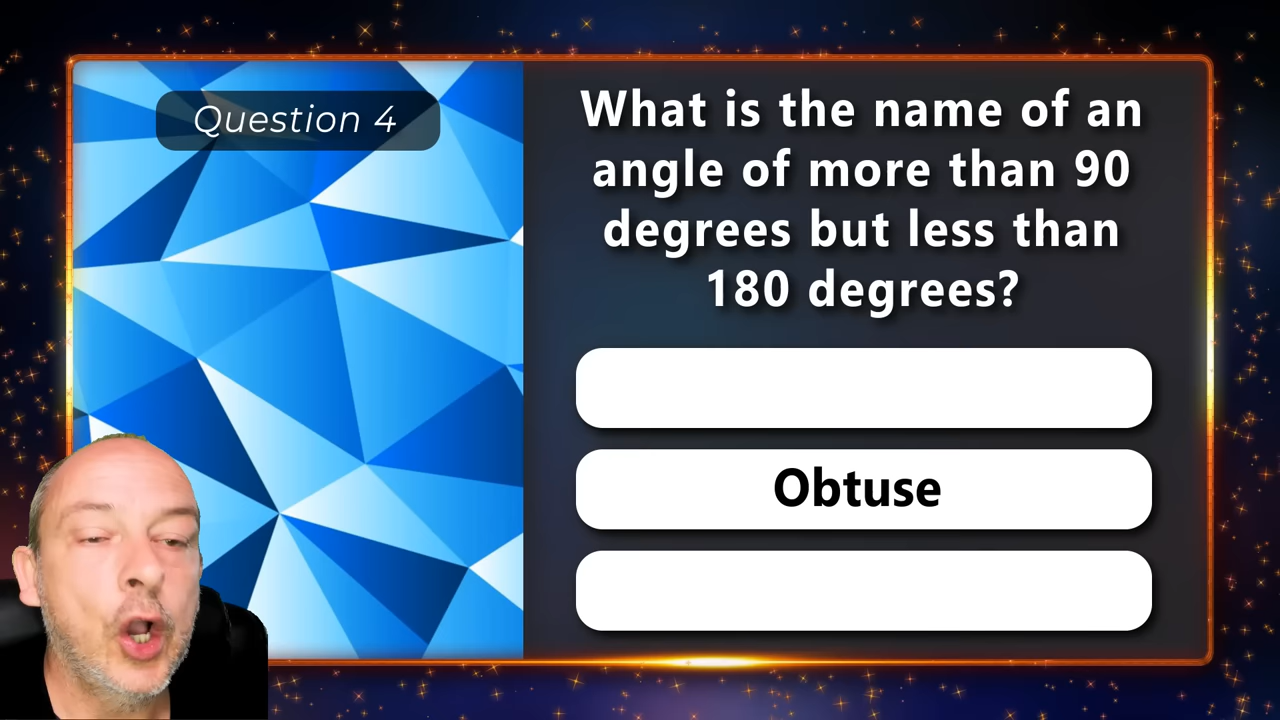 Question 4
What is the name of an
angle of more than 90
degrees but less than
180 degrees?
Obtuse